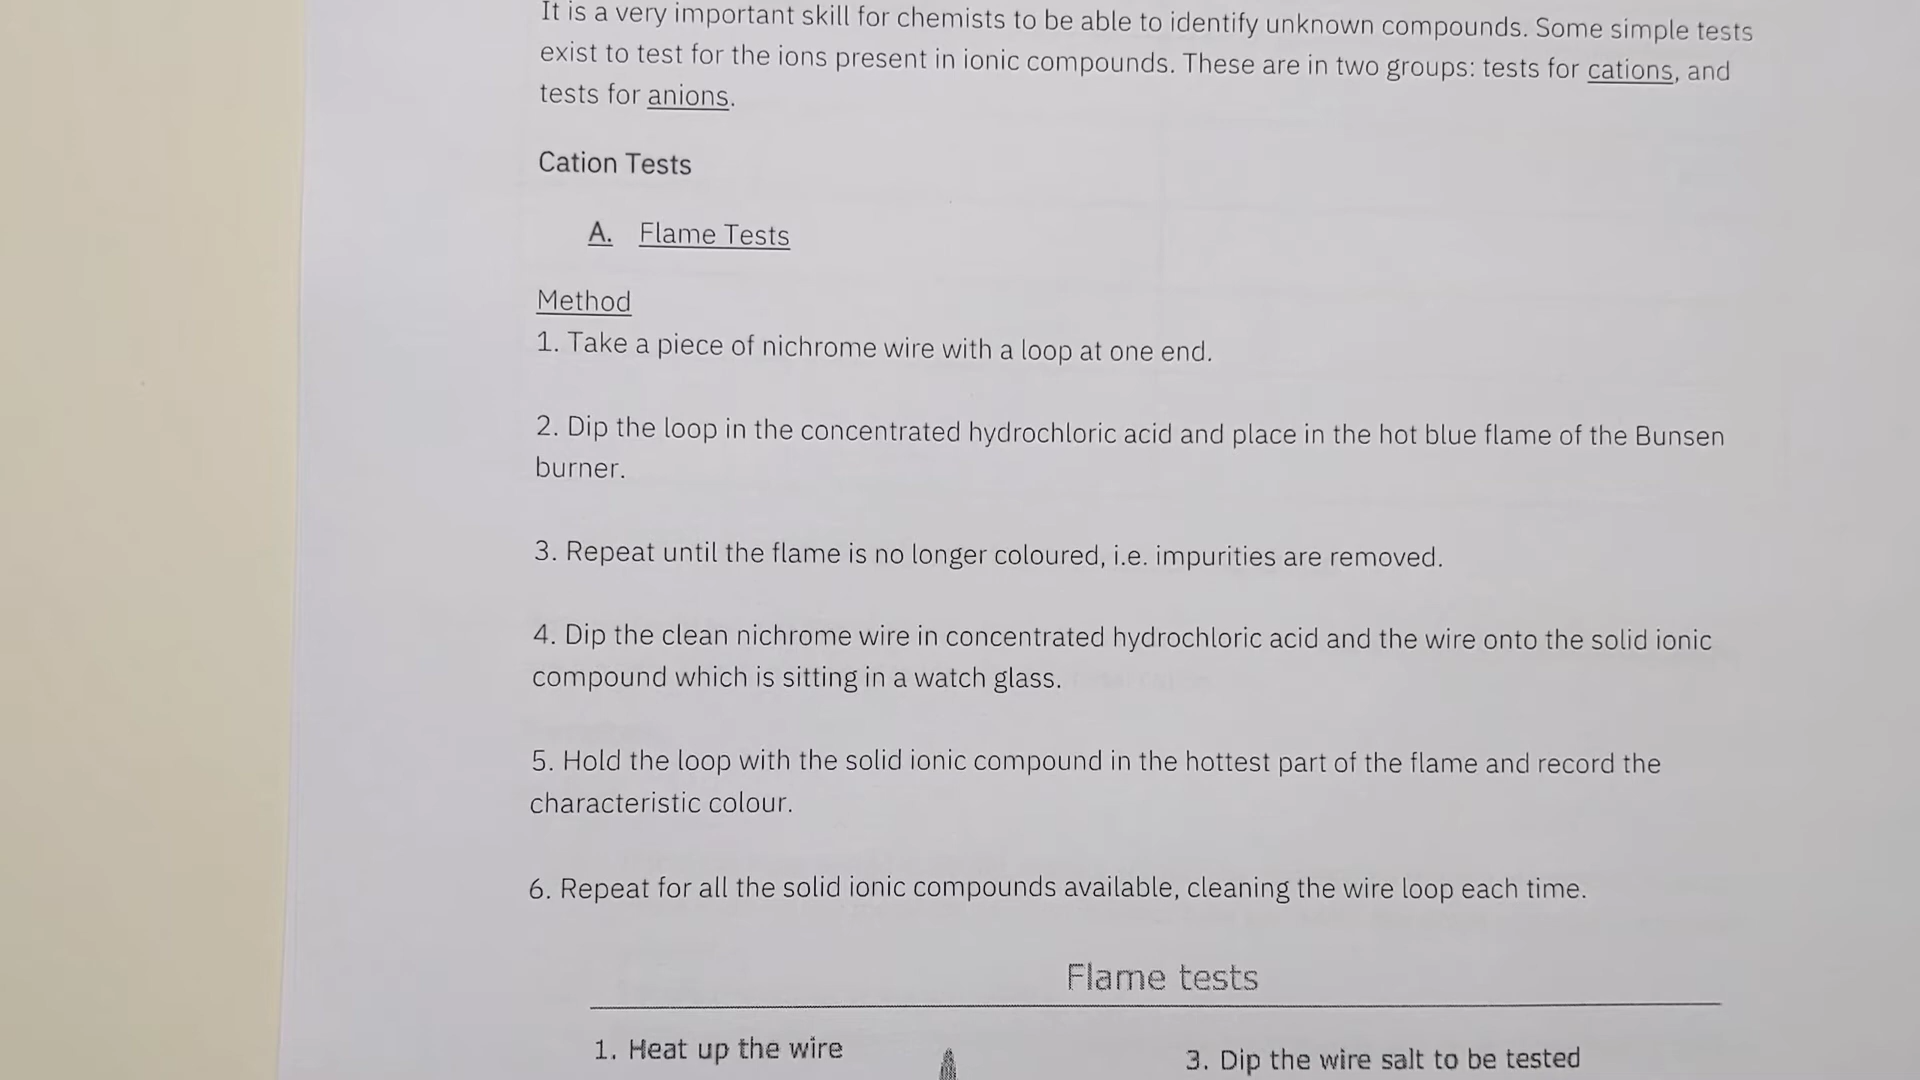 It is a very important skill for chemists to be able to identify unknown compounds. Some simple tests
exist to test for the ions present in ionic compounds. These are in two groups: tests for cations, and
tests for anions.
Cation Tests
A. Flame Tests
Method
1. Take a piece of nichrome wire with a loop at one end.
2. Dip the loop in the concentrated hydrochloric acid and place in the hot blue flame of the Bunsen
burner.
3. Repeat until the flame is no longer coloured, i.e. impurities are removed.
4. Dip the clean nichrome wire in concentrated hydrochloric acid and the wire onto the solid ionic
compound which is sitting in a watch glass.
5. Hold the loop with the solid ionic compound in the hottest part of the flame and record the
characteristic colour.
6. Repeat for all the solid ionic compounds available, cleaning the wire loop each time.
Flame tests
1. Heat up the wire
3. Dip the wire salt to be tested